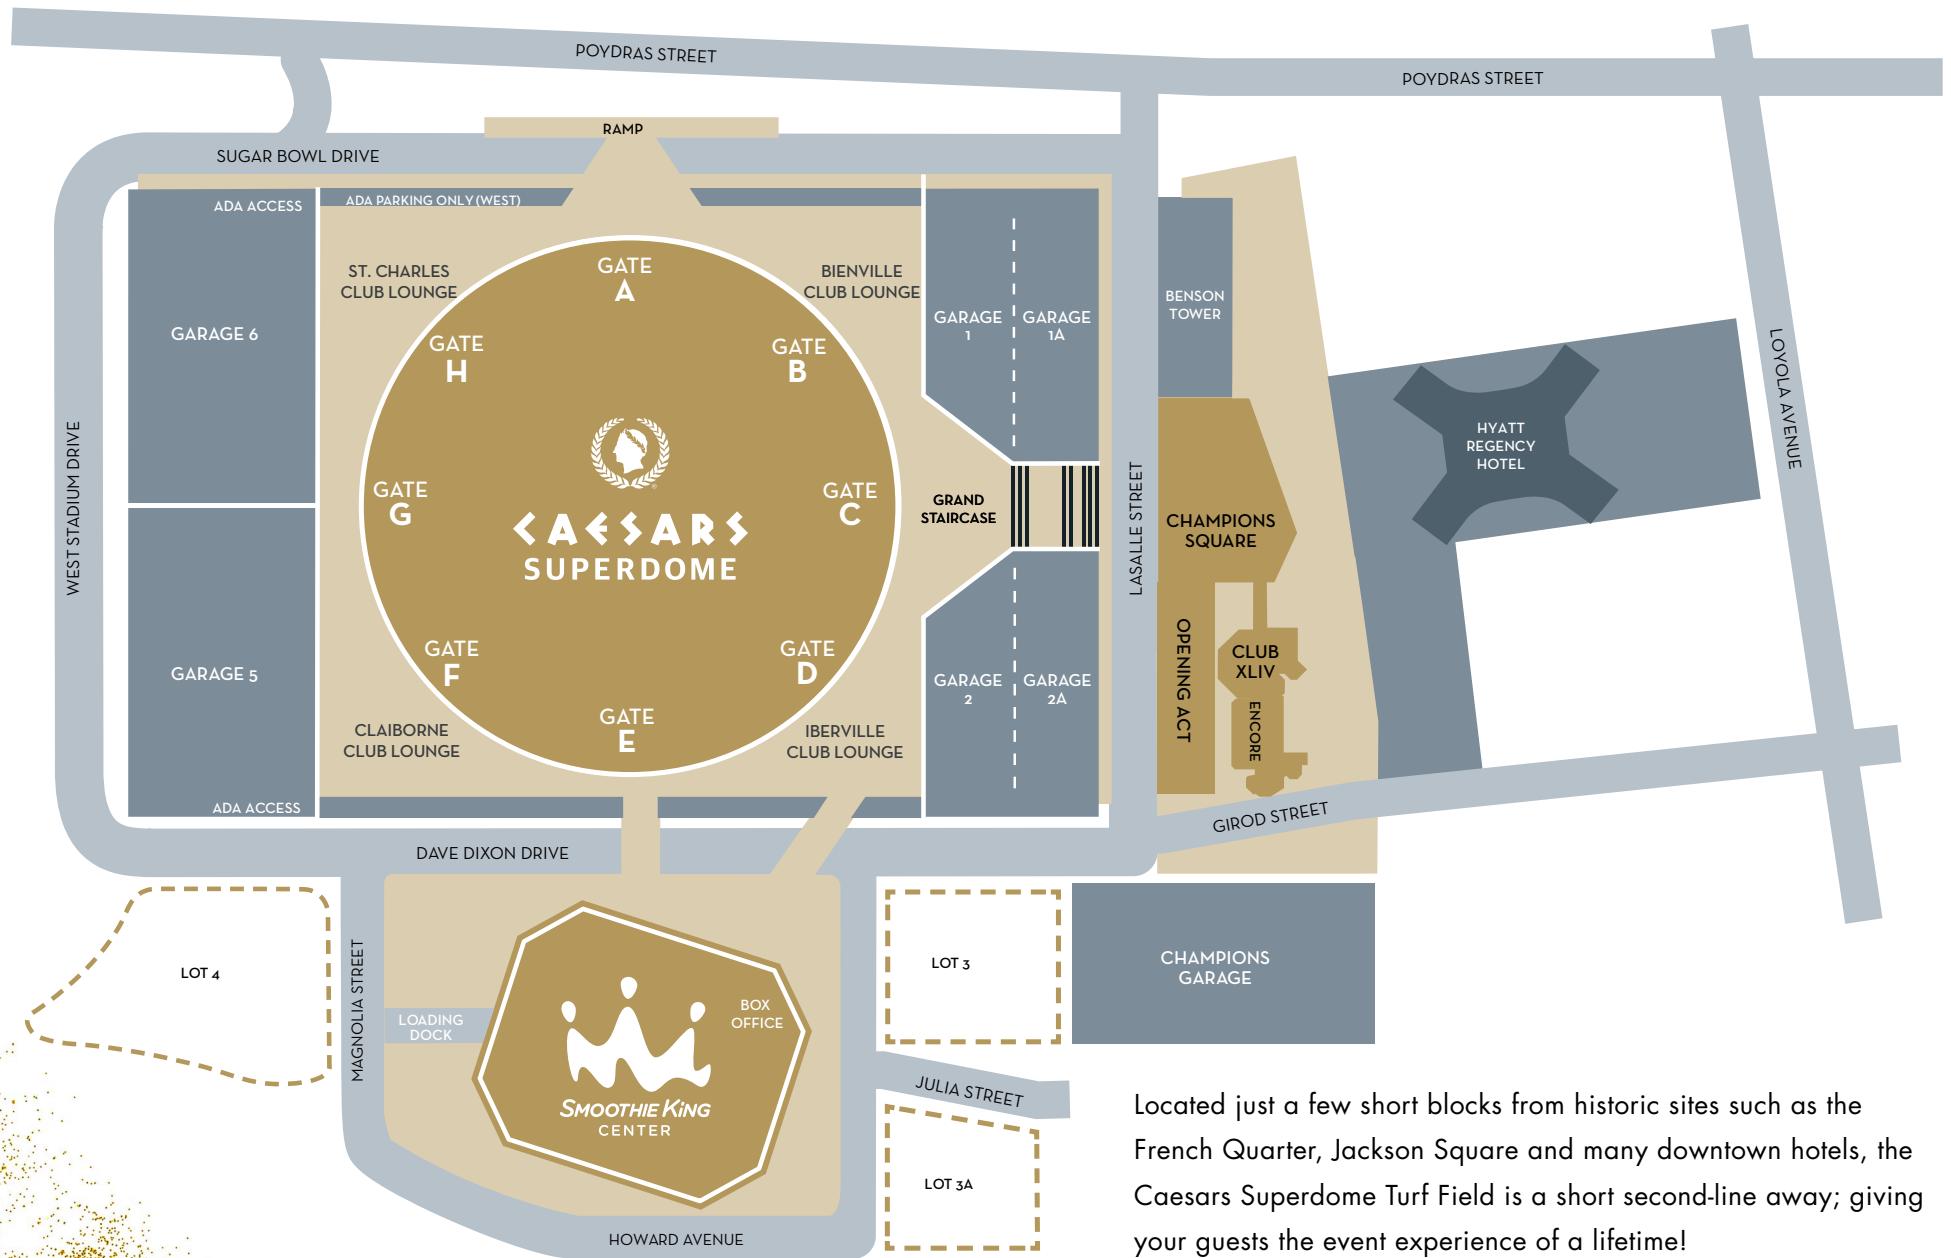 POYDRAS STREET
POYDRAS STREET
RAMP
SUGAR BOWL DRIVE
ADA ACCESS
ADA PARKING ONLY (WEST)
ST. CHARLES
CLUB LOUNGE
GATE
A
BIENVILLE
CLUB LOUNGE
BENSON
TOWER
GARAGE 6
GATE
H
GATE
B
GARAGE
1
GARAGE
1A
LOYOLA AVENUE
HYATT
REGENCY
HOTEL
WEST STADIUM DRIVE
GATE
G
CAESARS
SUPERDOME
GATE
C
GRAND
STAIRCASE
LASALLE STREET
CHAMPIONS
SQUARE
GARAGE 5
GATE
F
GATE
D
GARAGE
2
GARAGE
2A
OPENING ACT
CLUB
XLIV
ENCORE
CLAIBORNE
CLUB LOUNGE
GATE
E
IBERVILLE
CLUB LOUNGE
ADA ACCESS
GIROD STREET
DAVE DIXON DRIVE
LOT 4
MAGNOLIA STREET
LOADING
DOCK
BOX
OFFICE
SMOOTHIE KING
CENTER
LOT 3
CHAMPIONS
GARAGE
JULIA STREET
LOT 3A
HOWARD AVENUE
Located just a few short blocks from historic sites such as the
French Quarter, Jackson Square and many downtown hotels, the
Caesars Superdome Turf Field is a short second-line away; giving
your guests the event experience of a lifetime!